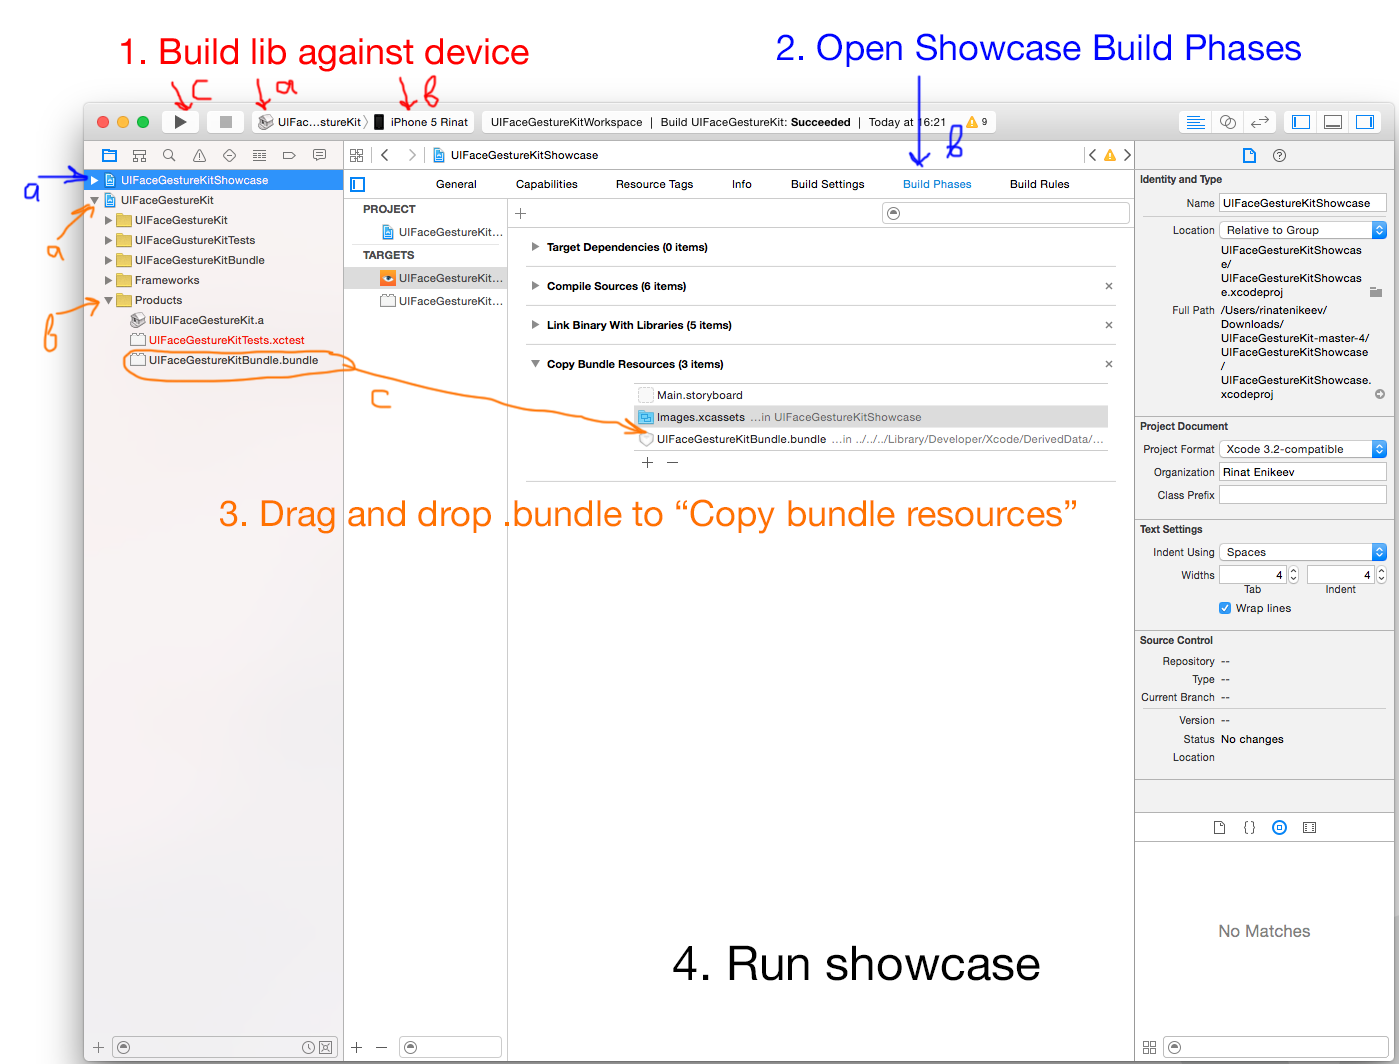 1. Build lib against device
2. Open Showcase Build Phases
c
a
b
UIFac...stureKit
iPhone 5 Rinat
UIFaceGestureKitWorkspace | Build UIFaceGestureKit: Succeeded | Today at 16:21
9
b
UIFaceGestureKitShowcase
a
UIFaceGestureKitShowcase
UIFaceGestureKit
a
UIFaceGestureKit
UIFaceGustureKitTests
UIFaceGestureKitBundle
Frameworks
b
Products
libUIFaceGestureKit.a
UIFaceGestureKitTests.xctest
UIFaceGestureKitBundle.bundle
c
General
Capabilities
Resource Tags
Info
Build Settings
Build Phases
Build Rules
PROJECT
UIFaceGestureKit...
TARGETS
UIFaceGestureKit...
UIFaceGestureKit...
Target Dependencies (0 items)
Compile Sources (6 items)
Link Binary With Libraries (5 items)
Copy Bundle Resources (3 items)
Main.storyboard
Images.xcassets ...in UIFaceGestureKitShowcase
UIFaceGestureKitBundle.bundle ...in ../../../Library/Developer/Xcode/DerivedData/...
3. Drag and drop .bundle to “Copy bundle resources”
4. Run showcase
Identity and Type
Name UIFaceGestureKitShowcase
Location Relative to Group
UIFaceGestureKitShowcas
e/
UIFaceGestureKitShowcas
e.xcodeproj
Full Path /Users/rinatenikeev/
Downloads/
UIFaceGestureKit-master-4/
UIFaceGestureKitShowcase
/
UIFaceGestureKitShowcase.
xcodeproj
Project Document
Project Format Xcode 3.2-compatible
Organization Rinat Enikeev
Class Prefix
Text Settings
Indent Using Spaces
Widths 4 4
Tab Indent
Wrap lines
Source Control
Repository --
Type --
Current Branch --
Version --
Status No changes
Location
No Matches